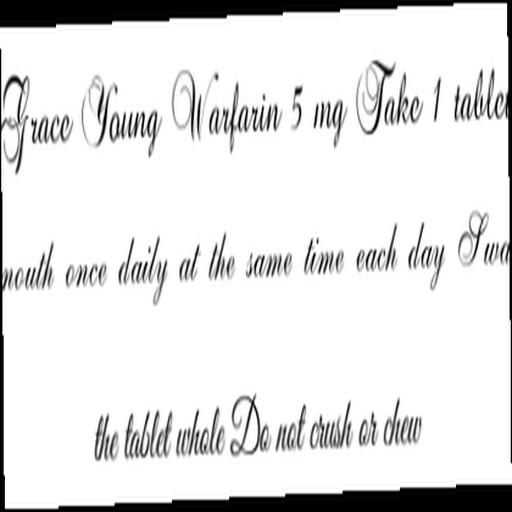 Grace Young Warfarin 5 mg Take 1
once daily at the same time each day
the tablet whole Do not crush or chew